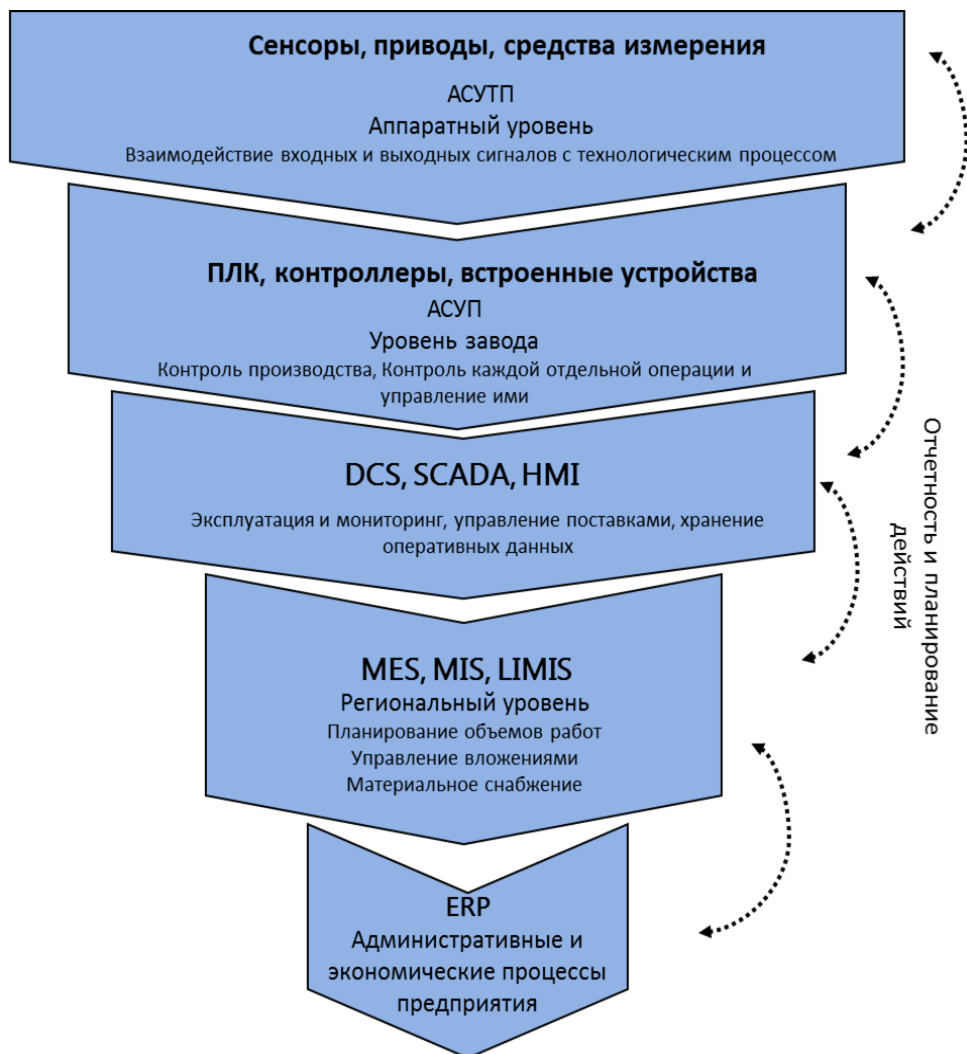 Сенсоры, приводы, средства измерения
АСУТП
Аппаратный уровень
Взаимодействие входных и выходных сигналов с технологическим процессом
ПЛК, контроллеры, встроенные устройства
АСУП
Уровень завода
Контроль производства, Контроль каждой отдельной операции и
управление ими
DCS, SCADA, HMI
Эксплуатация и мониторинг, управление поставками, хранение
оперативных данных
MES, MIS, LIMIS
Региональный уровень
Планирование объемов работ
Управление вложениями
Материальное снабжение
ERP
Административные и
экономические процессы
предприятия
Отчетность и планирование
действий